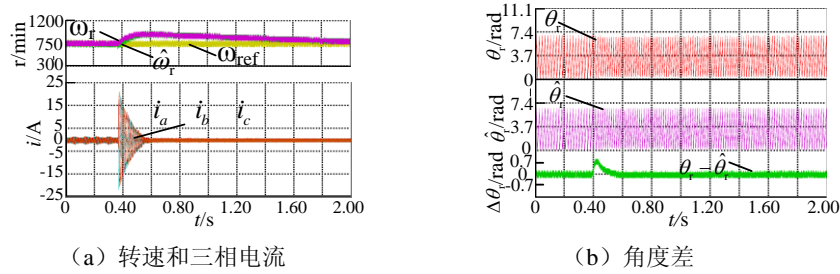 1200
750
300
r/min
ω_r
ω̂_r
ω_ref
25
15
5
0
-5
-15
-25
i/A
i_a i_b i_c
0 0.40 0.80 1.20 1.60 2.00
t/s
（a）转速和三相电流
11.1
7.4
3.7
0
θ_r/rad
θ_r
7.4
3.7
0
θ̂_r/rad
θ̂_r
0.7
0
-0.7
Δθ_r/rad
θ_r−θ̂_r
0 0.40 0.80 1.20 1.60 2.00
t/s
（b）角度差